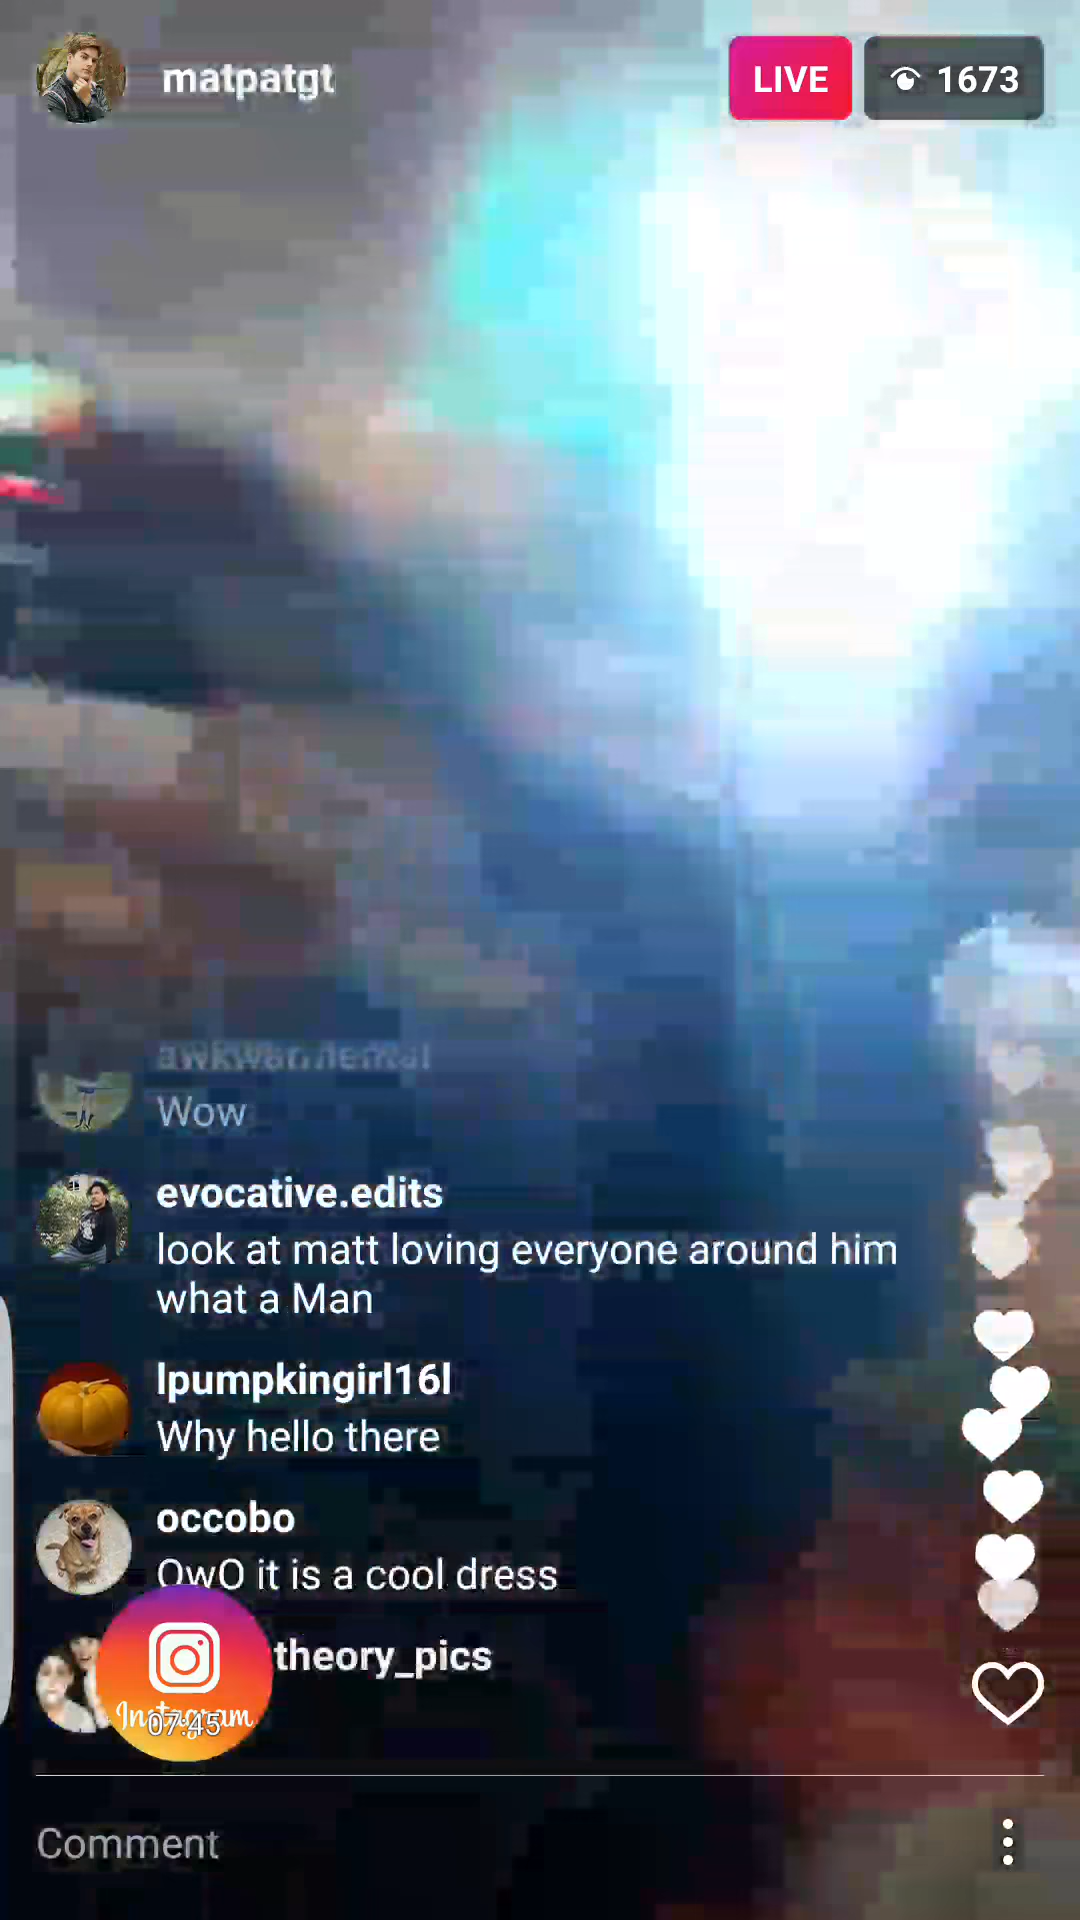 matpatgt
LIVE
1673
Wow
evocative.edits
look at matt loving everyone around him
what a Man
lpumpkingirl16l
Why hello there
occobo
OwO it is a cool dress
theory_pics
Instagram
07:45
Comment